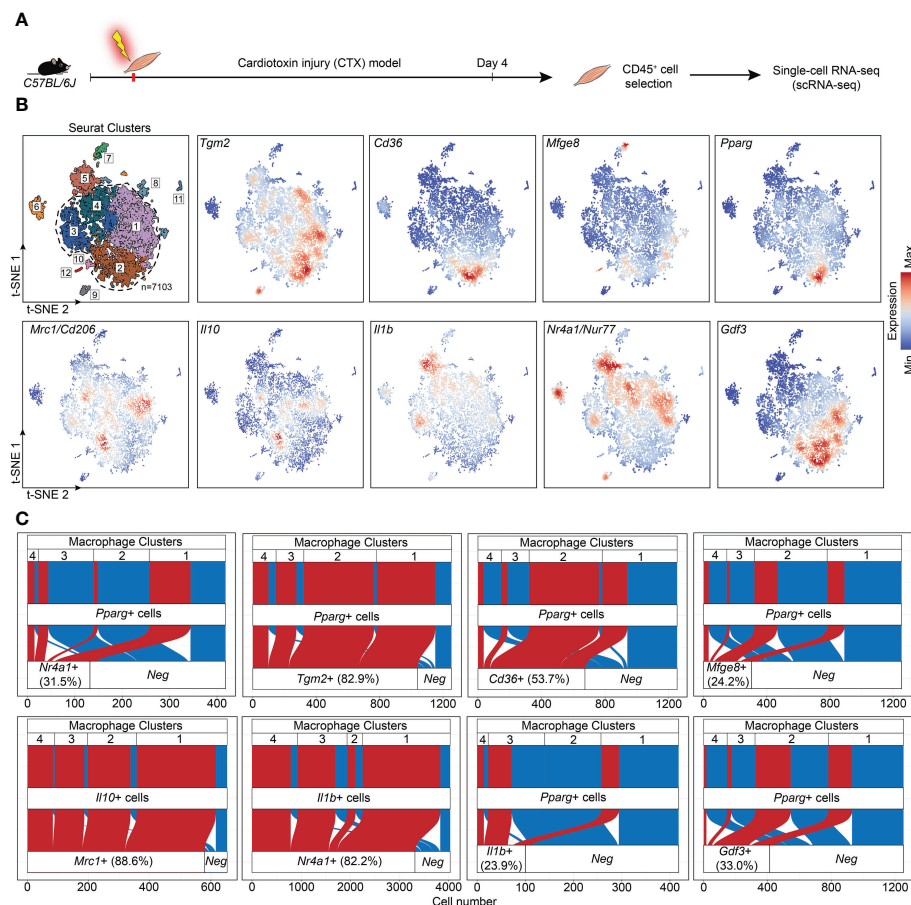 A
C57BL/6J
Cardiotoxin injury (CTX) model
Day 4
CD45+ cell
selection
Single-cell RNA-seq
(scRNA-seq)
B
Seurat Clusters
7
5
8
11
6
4
1
3
10
2
12
9
n=7103
t-SNE 1
t-SNE 2
Tgm2
Cd36
Mfge8
Pparg
Mrc1/Cd206
t-SNE 1
t-SNE 2
Il10
Il1b
Nr4a1/Nur77
Gdf3
Max
Expression
Min
C
Macrophage Clusters
4 3 2 1
Pparg+ cells
Nr4a1+
(31.5%)
Neg
0 100 200 300 400
Macrophage Clusters
4 3 2 1
Pparg+ cells
Tgm2+ (82.9%)
Neg
0 400 800 1200
Macrophage Clusters
4 3 2 1
Pparg+ cells
Cd36+ (53.7%)
Neg
0 400 800 1200
Macrophage Clusters
4 3 2 1
Pparg+ cells
Mfge8+
(24.2%)
Neg
0 400 800 1200
Macrophage Clusters
4 3 2 1
Il10+ cells
Mrc1+ (88.6%)
Neg
0 200 400 600
Macrophage Clusters
4 3 2 1
Il1b+ cells
Nr4a1+ (82.2%)
Neg
0 1000 2000 3000 4000
Macrophage Clusters
4 3 2 1
Pparg+ cells
Il1b+
(23.9%)
Neg
0 100 200 300 400
Macrophage Clusters
4 3 2 1
Pparg+ cells
Gdf3+
(33.0%)
Neg
0 400 800 1200
Cell number